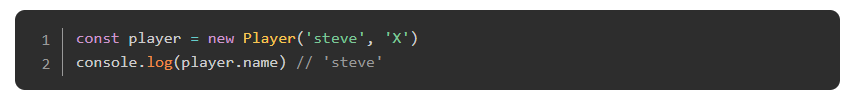 1 const player = new Player('steve', 'X')
2 console.log(player.name) // 'steve'